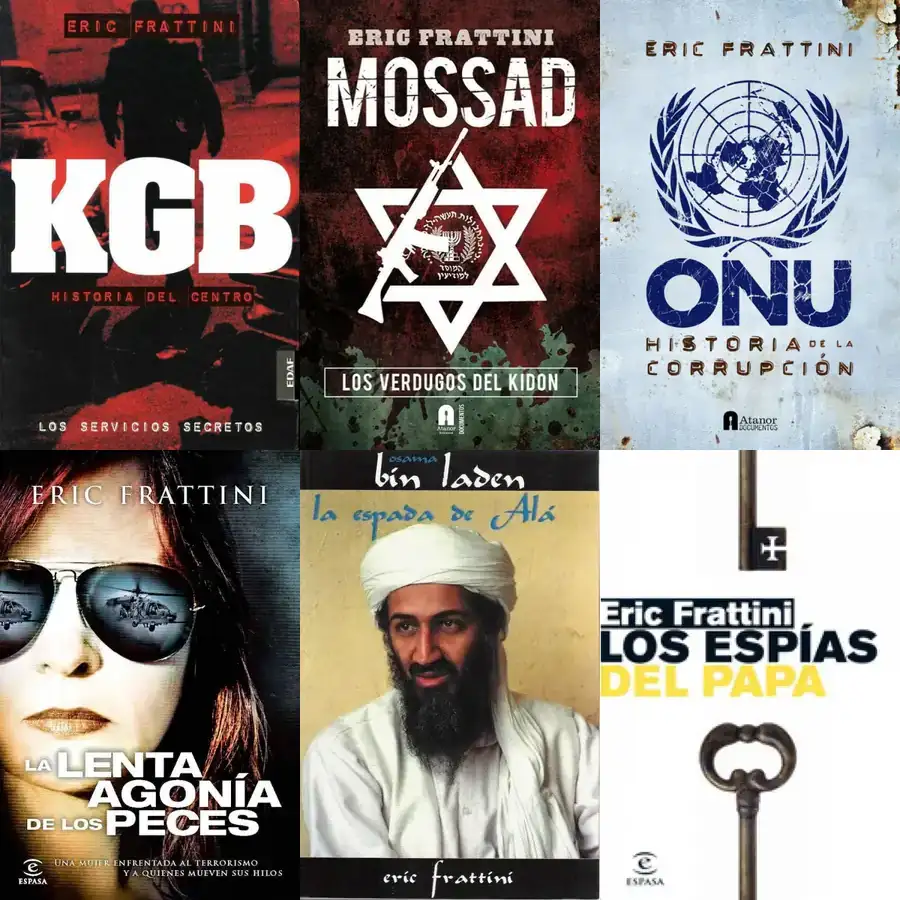 ERIC FRATTINI
KGB
HISTORIA DEL CENTRO
EDAF
LOS SERVICIOS SECRETOS
ERIC FRATTINI
MOSSAD
המוסד
למודיעין
LOS VERDUGOS DEL KIDON
Atanor
DOCUMENTOS
ERIC FRATTINI
ONU
HISTORIA DE LA
CORRUPCIÓN
Atanor
DOCUMENTOS
ERIC FRATTINI
LA LENTA
AGONÍA
DE LOS PECES
UNA MUJER ENFRENTADA AL TERRORISMO
Y A QUIENES MUEVEN SUS HILOS
e
ESPASA
osama
bin laden
la espada de Alá
eric frattini
Eric Frattini
LOS ESPÍAS
DEL PAPA
e
ESPASA